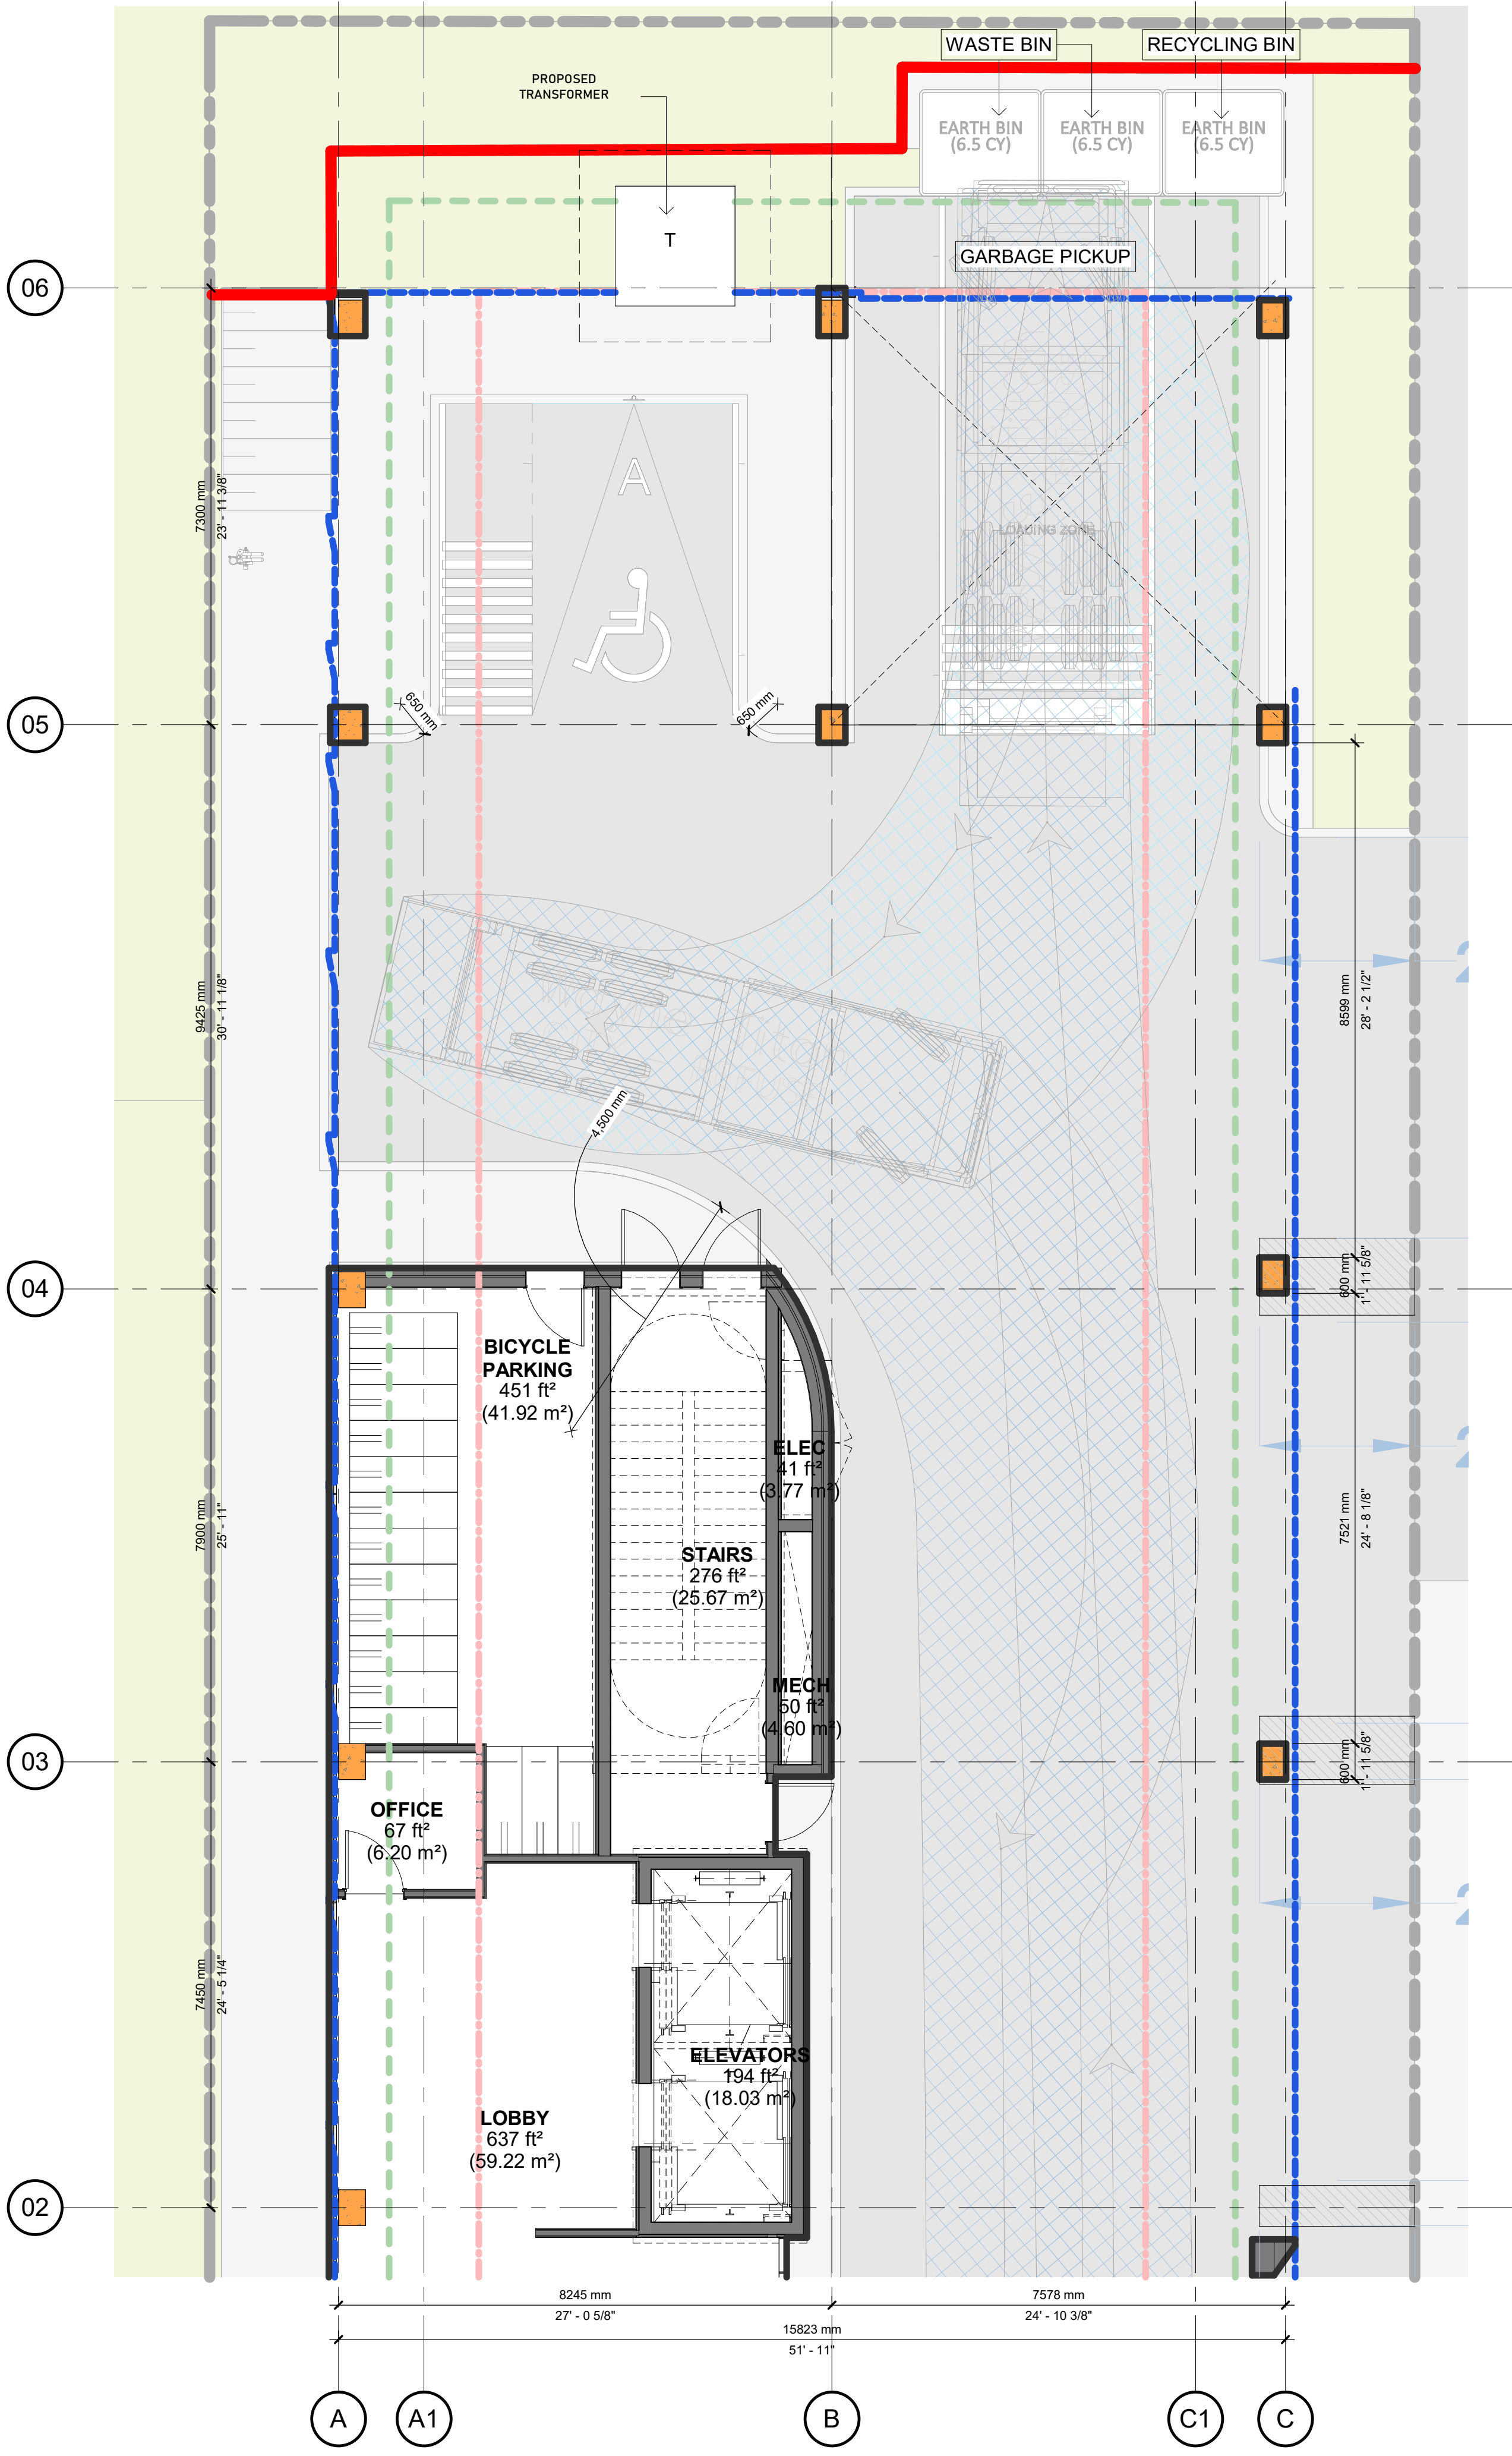 WASTE BIN
RECYCLING BIN
PROPOSED
TRANSFORMER
EARTH BIN
(6.5 CY)
EARTH BIN
(6.5 CY)
EARTH BIN
(6.5 CY)
T
GARBAGE PICKUP
06
7300 mm
23' - 11 3/8"
A
LOADING ZONE
650 mm
650 mm
05
9425 mm
30' - 11 1/8"
8599 mm
28' - 2 1/2"
2
4,500 mm
04
600 mm
1' - 11 5/8"
BICYCLE
PARKING
451 ft²
(41.92 m²)
ELEC
41 ft²
(3.77 m²)
2
7900 mm
25' - 11"
7521 mm
24' - 8 1/8"
STAIRS
276 ft²
(25.67 m²)
MECH
50 ft²
(4.60 m²)
03
600 mm
1' - 11 5/8"
OFFICE
67 ft²
(6.20 m²)
2
7450 mm
24' - 5 1/4"
ELEVATORS
194 ft²
(18.03 m²)
LOBBY
637 ft²
(59.22 m²)
02
8245 mm
27' - 0 5/8"
7578 mm
24' - 10 3/8"
15823 mm
51' - 11"
A
A1
B
C1
C